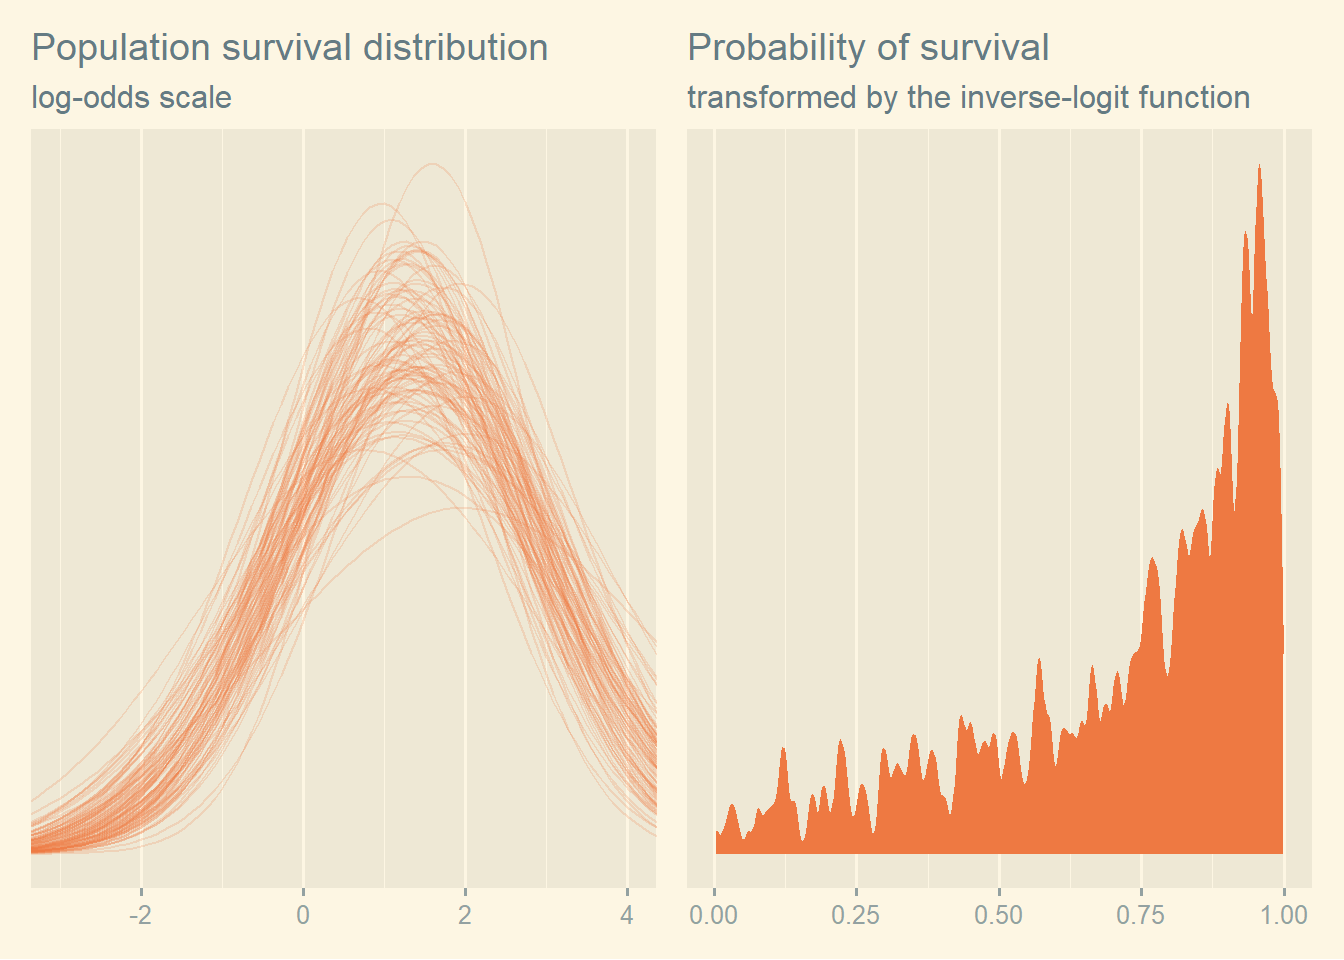 Population survival distribution
log-odds scale
-2 0 2 4
Probability of survival
transformed by the inverse-logit function
0.00 0.25 0.50 0.75 1.00